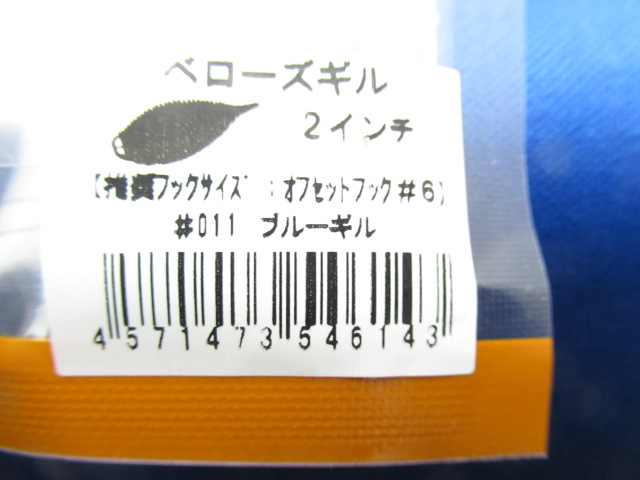 ベローズギル
2インチ
【推奨フックサイズ:オフセットフック#6】
#011 ブルーギル
4571473546143